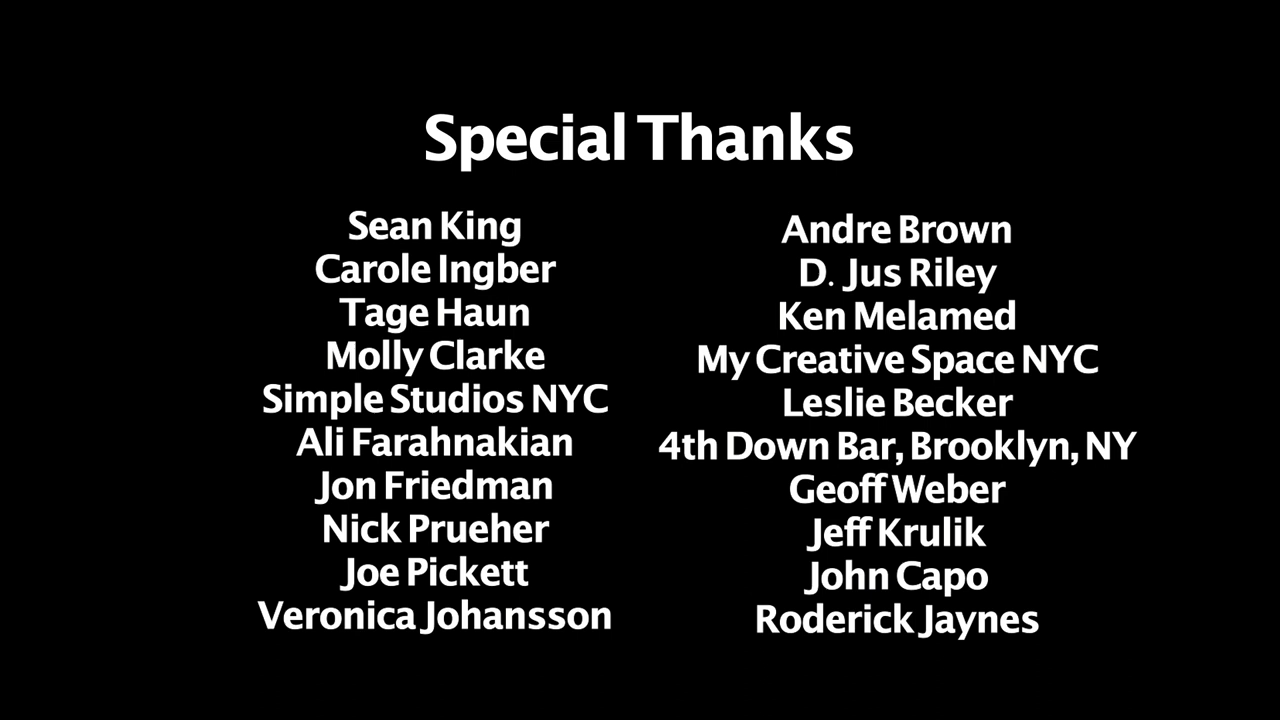 Special Thanks
Sean King
Carole Ingber
Tage Haun
Molly Clarke
Simple Studios NYC
Ali Farahnakian
Jon Friedman
Nick Prueher
Joe Pickett
Veronica Johansson
Andre Brown
D. Jus Riley
Ken Melamed
My Creative Space NYC
Leslie Becker
4th Down Bar, Brooklyn, NY
Geoff Weber
Jeff Krulik
John Capo
Roderick Jaynes